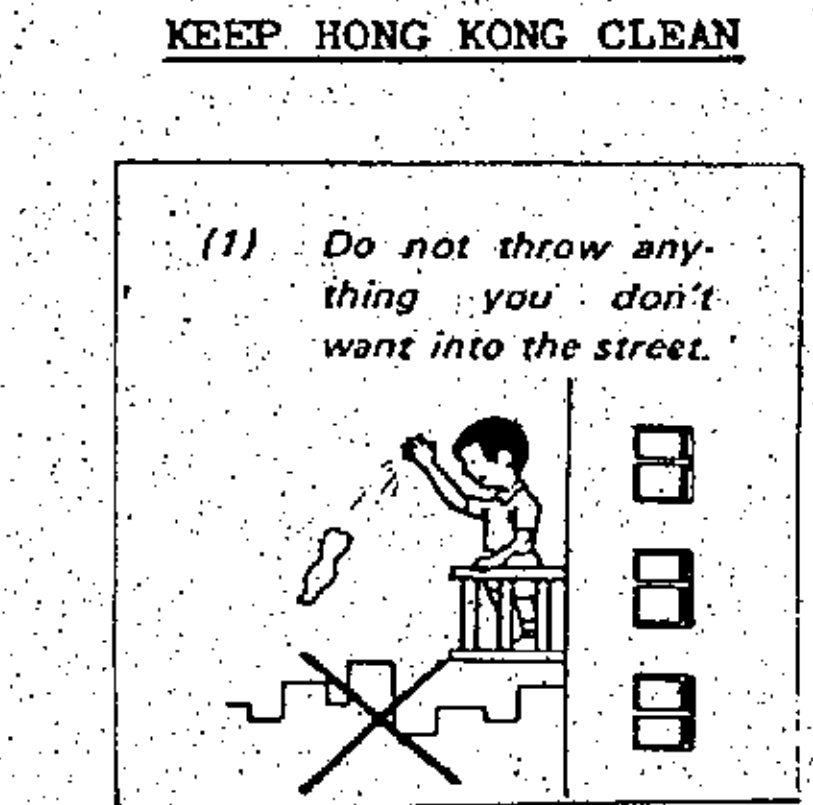 KEEP HONG KONG CLEAN
(1) Do not throw any-
thing you don't
want into the street.